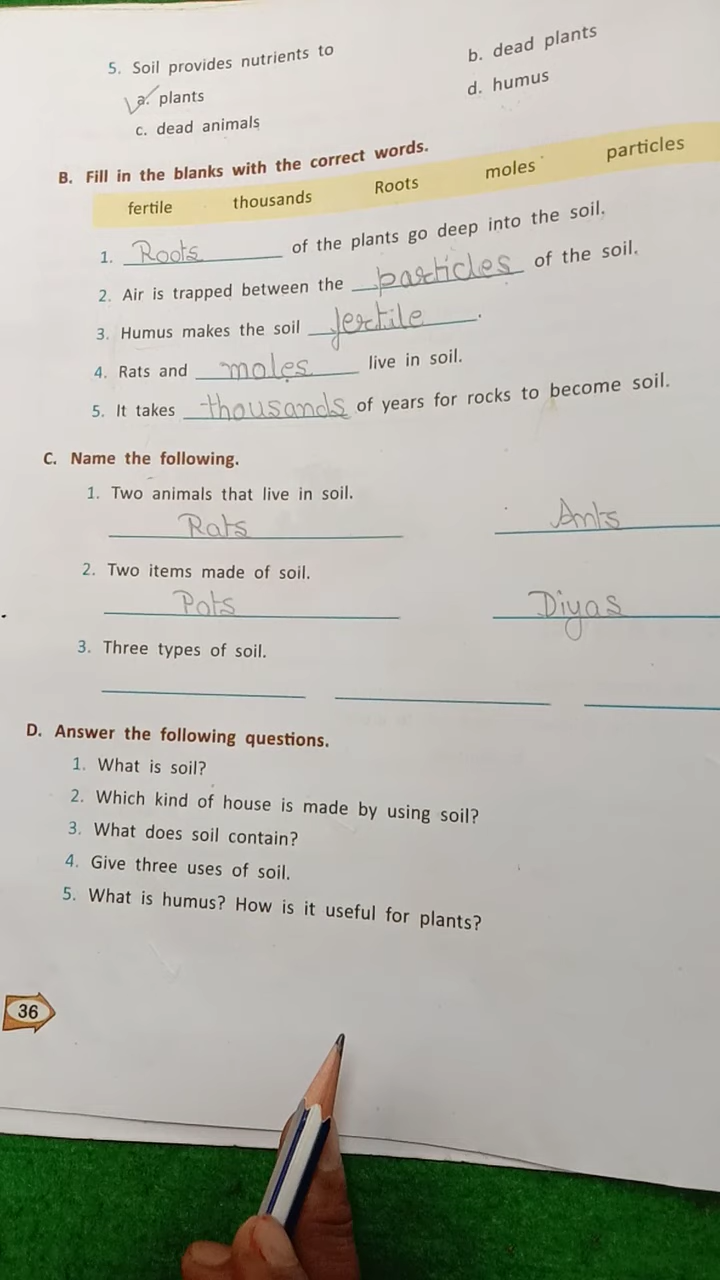 5. Soil provides nutrients to
a. plants
b. dead plants
c. dead animals
d. humus
B. Fill in the blanks with the correct words.
fertile thousands Roots moles particles
1. Roots of the plants go deep into the soil.
2. Air is trapped between the particles of the soil.
3. Humus makes the soil fertile.
4. Rats and moles live in soil.
5. It takes thousands of years for rocks to become soil.
C. Name the following.
1. Two animals that live in soil.
Rats Ants
2. Two items made of soil.
Pots Diyas
3. Three types of soil.
D. Answer the following questions.
1. What is soil?
2. Which kind of house is made by using soil?
3. What does soil contain?
4. Give three uses of soil.
5. What is humus? How is it useful for plants?
36